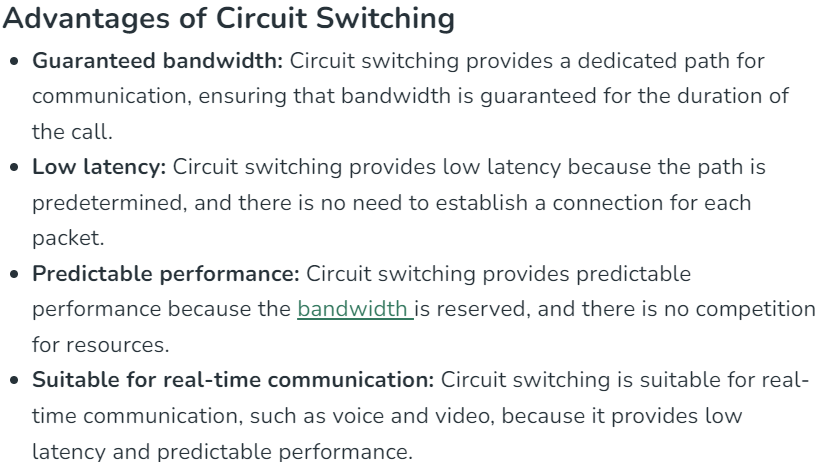 Advantages of Circuit Switching
• Guaranteed bandwidth: Circuit switching provides a dedicated path for
communication, ensuring that bandwidth is guaranteed for the duration of
the call.
• Low latency: Circuit switching provides low latency because the path is
predetermined, and there is no need to establish a connection for each
packet.
• Predictable performance: Circuit switching provides predictable
performance because the bandwidth is reserved, and there is no competition
for resources.
• Suitable for real-time communication: Circuit switching is suitable for real-
time communication, such as voice and video, because it provides low
latency and predictable performance.